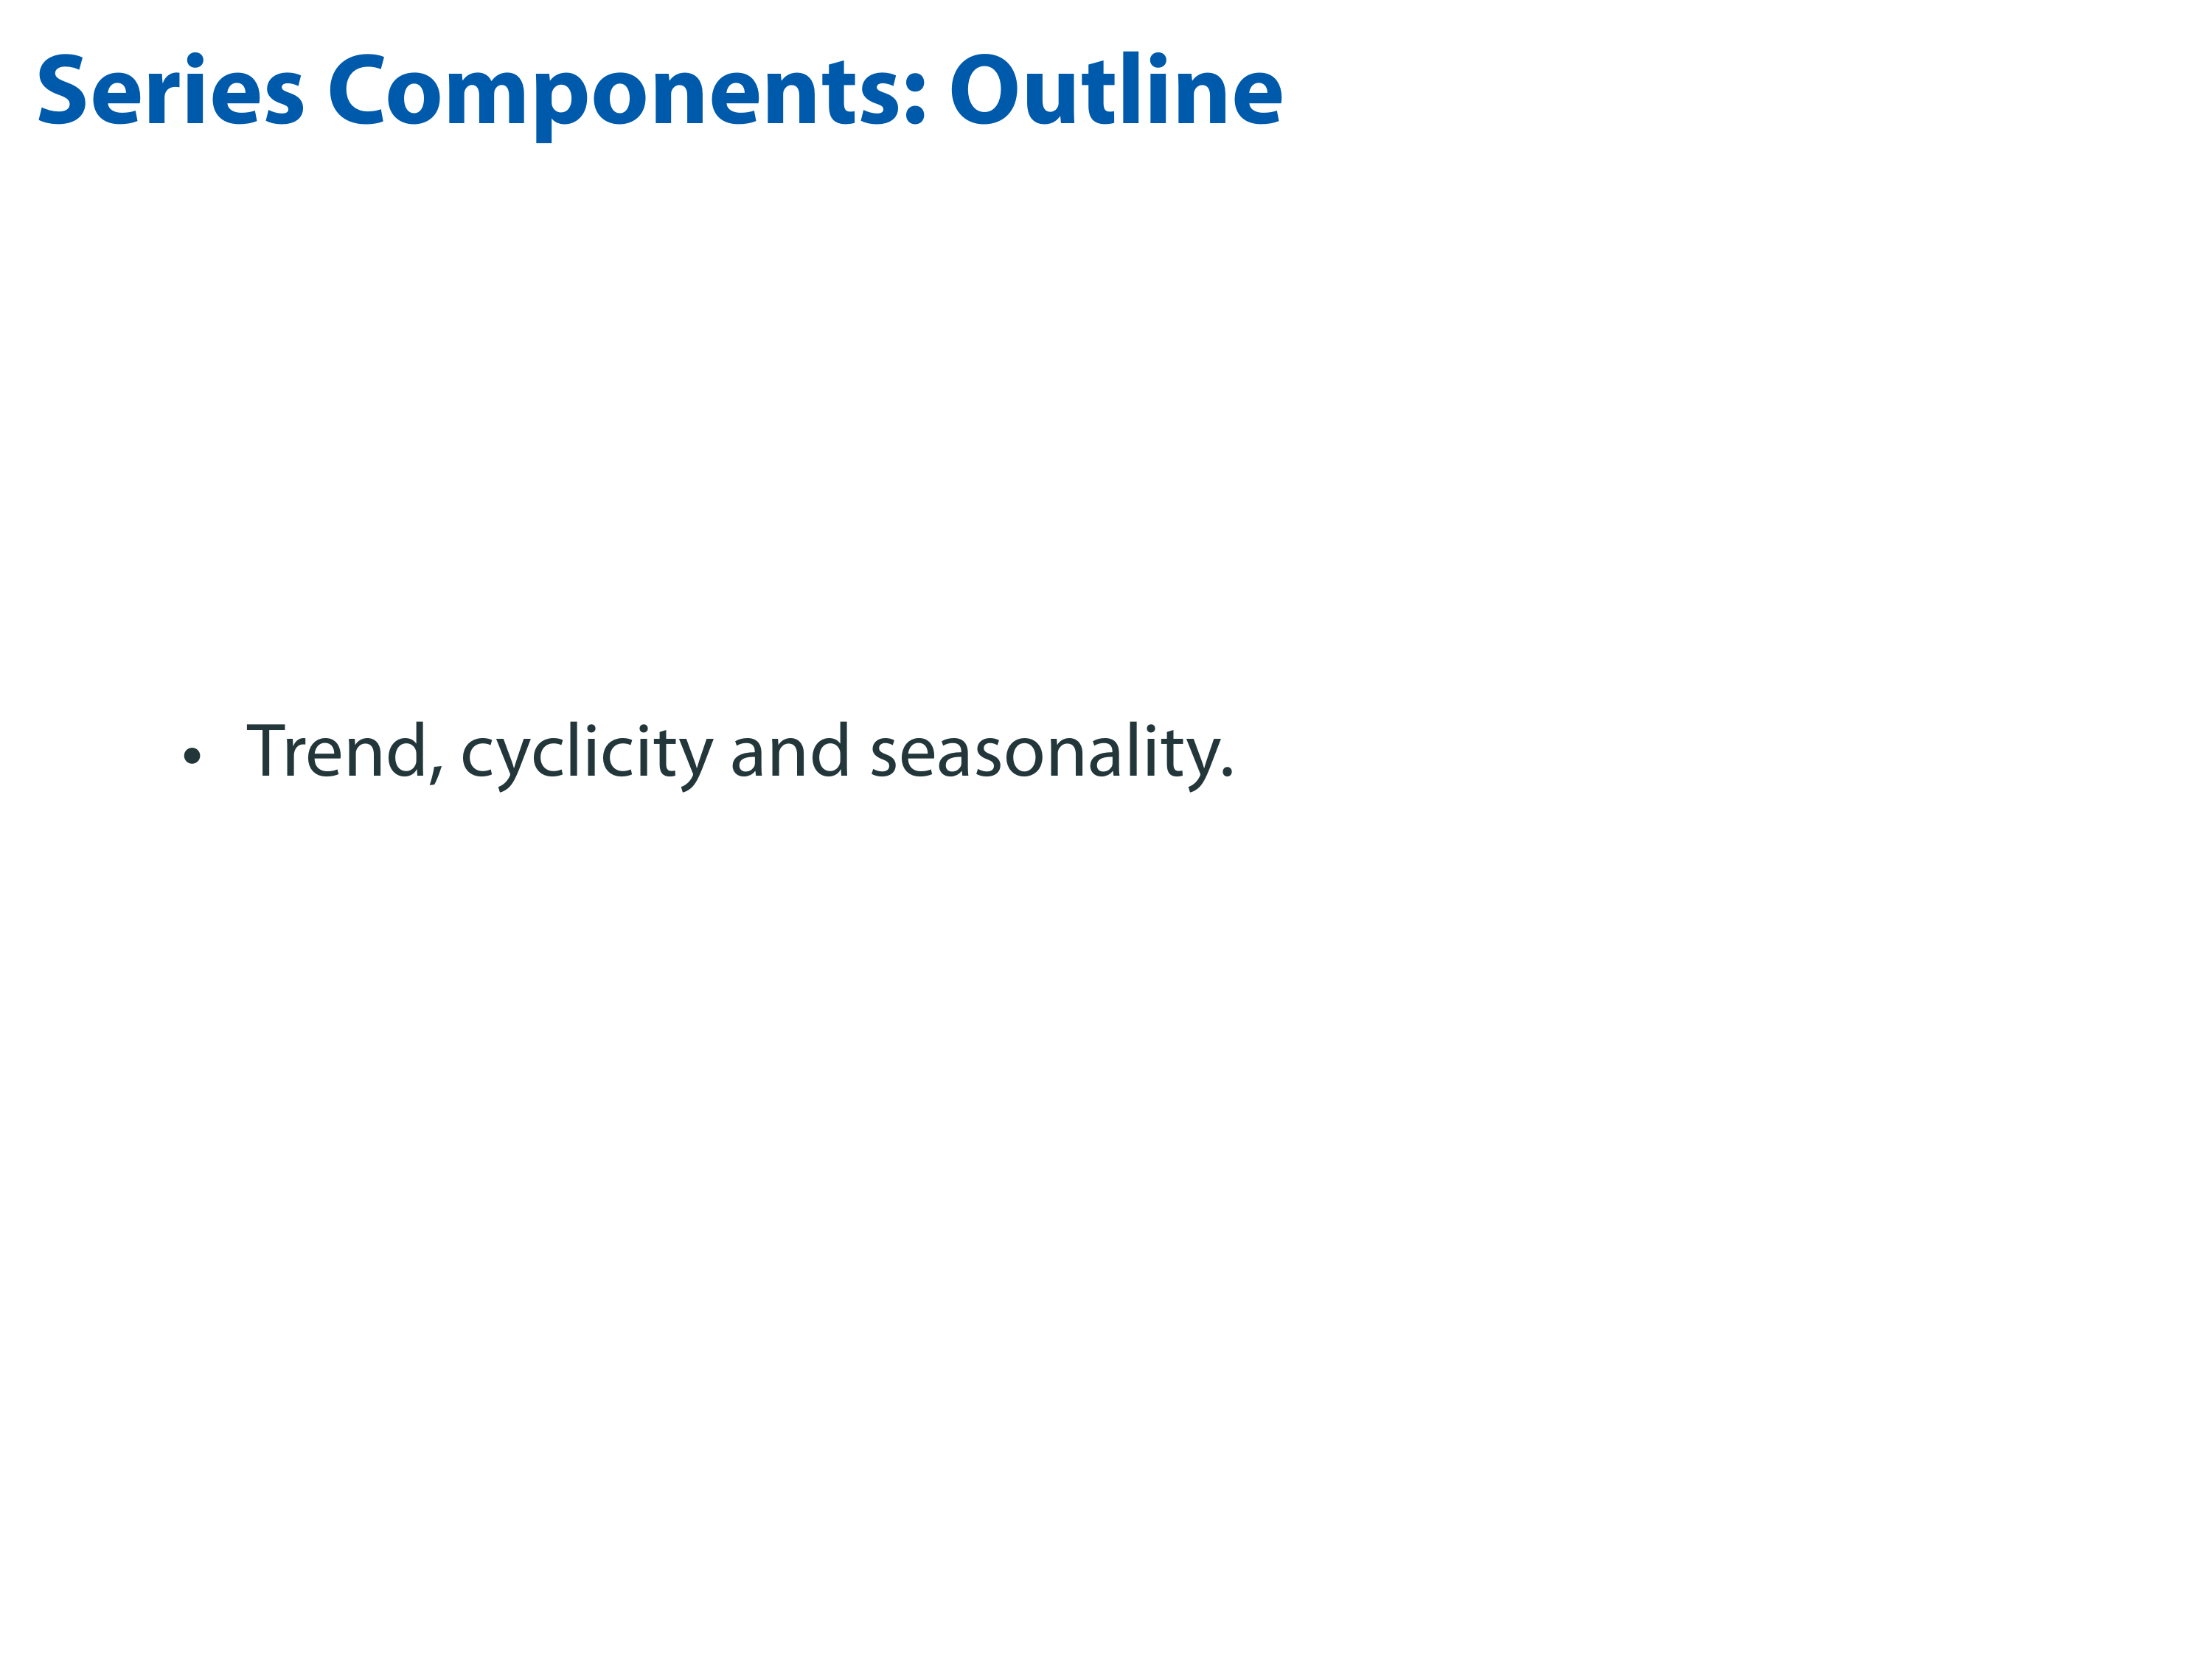 Series Components: Outline
• Trend, cyclicity and seasonality.